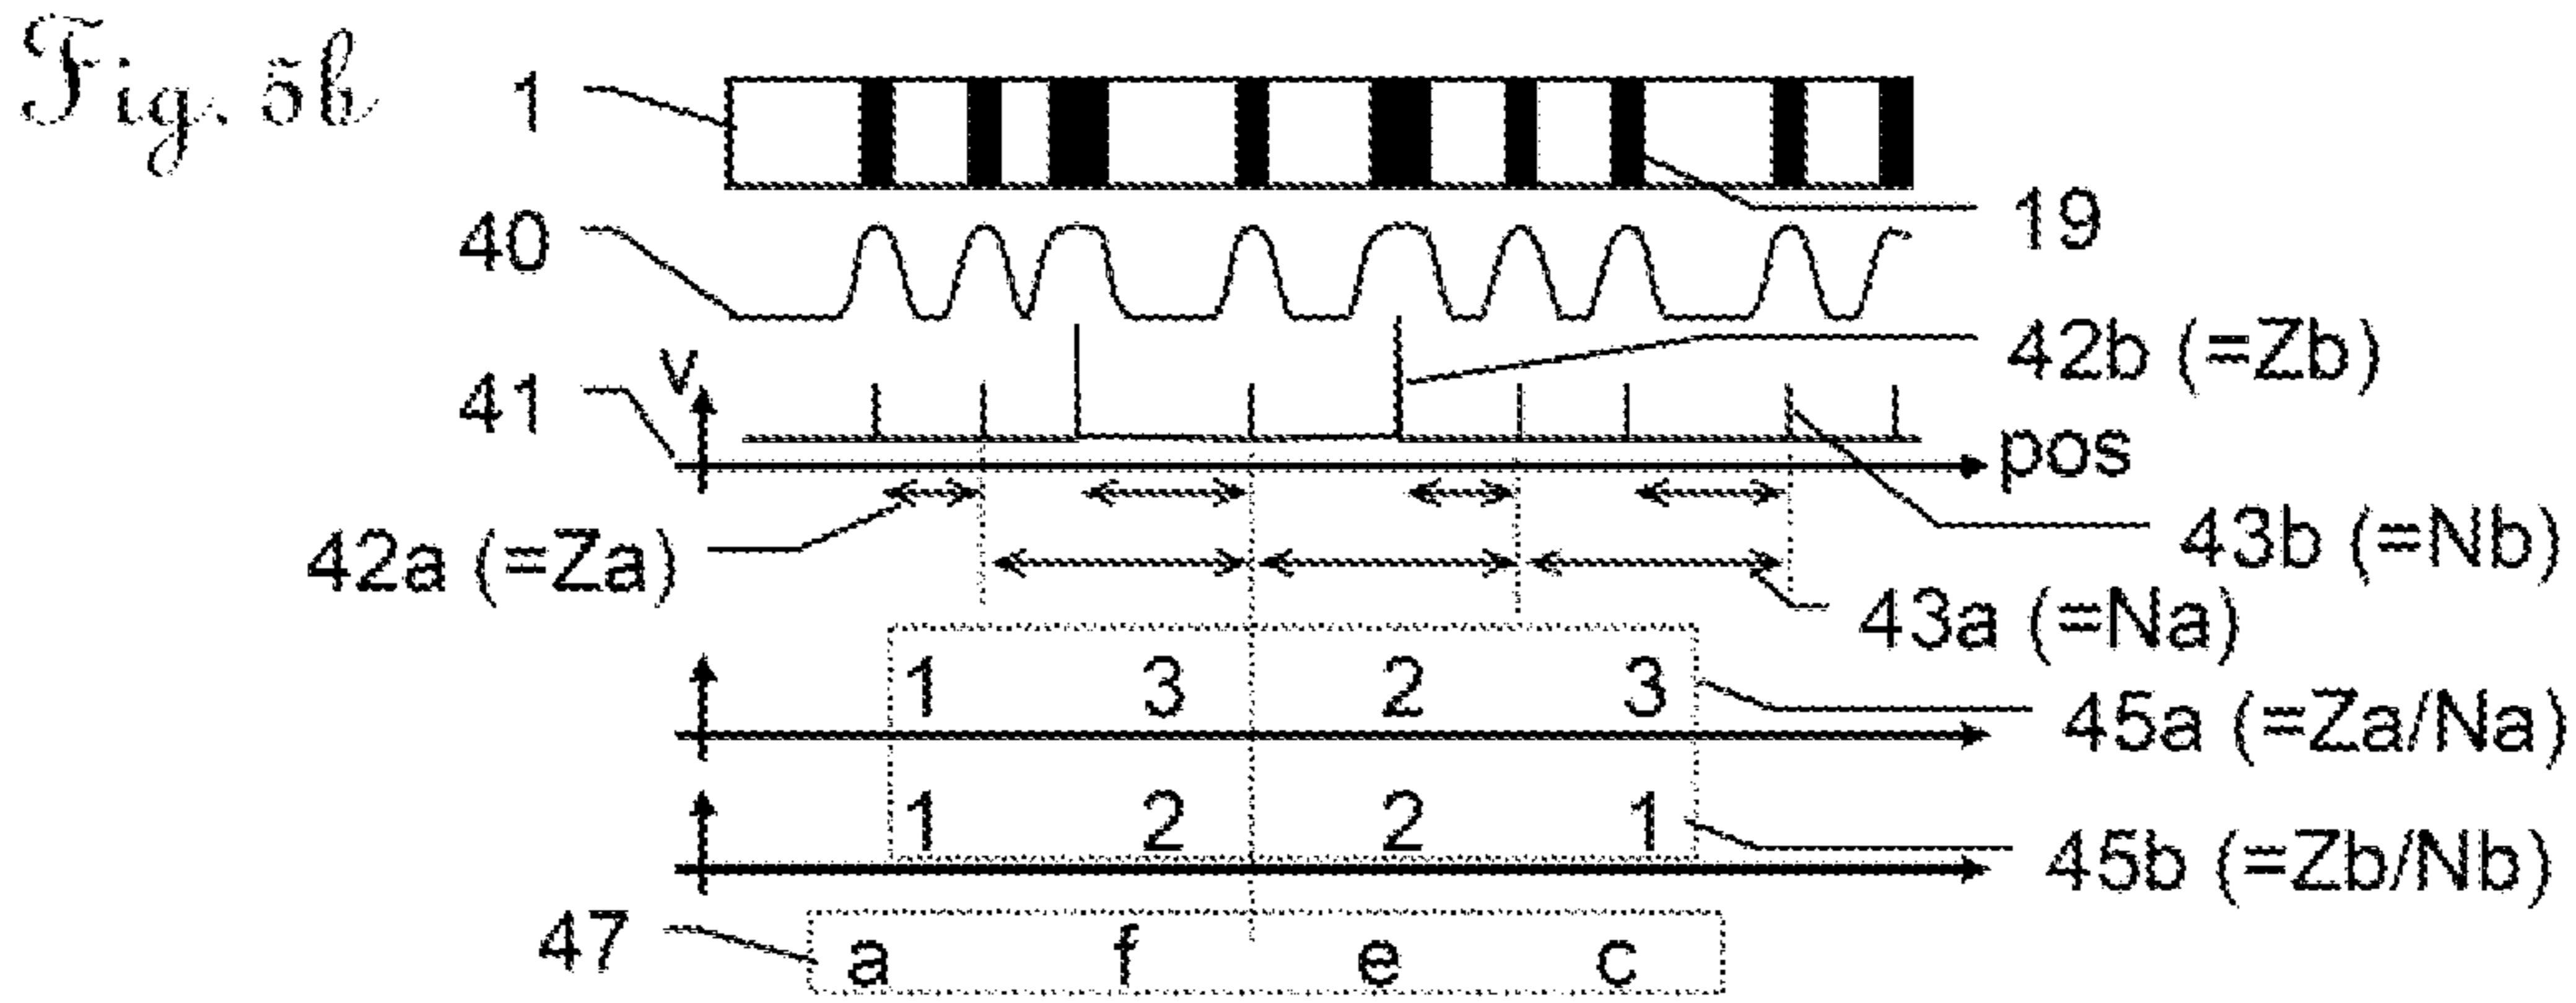 Fig. 5b
1
19
40
42b (=Zb)
v
41
pos
42a (=Za)
43b (=Nb)
43a (=Na)
1 3 2 3
45a (=Za/Na)
1 2 2 1
45b (=Zb/Nb)
47
a f e c